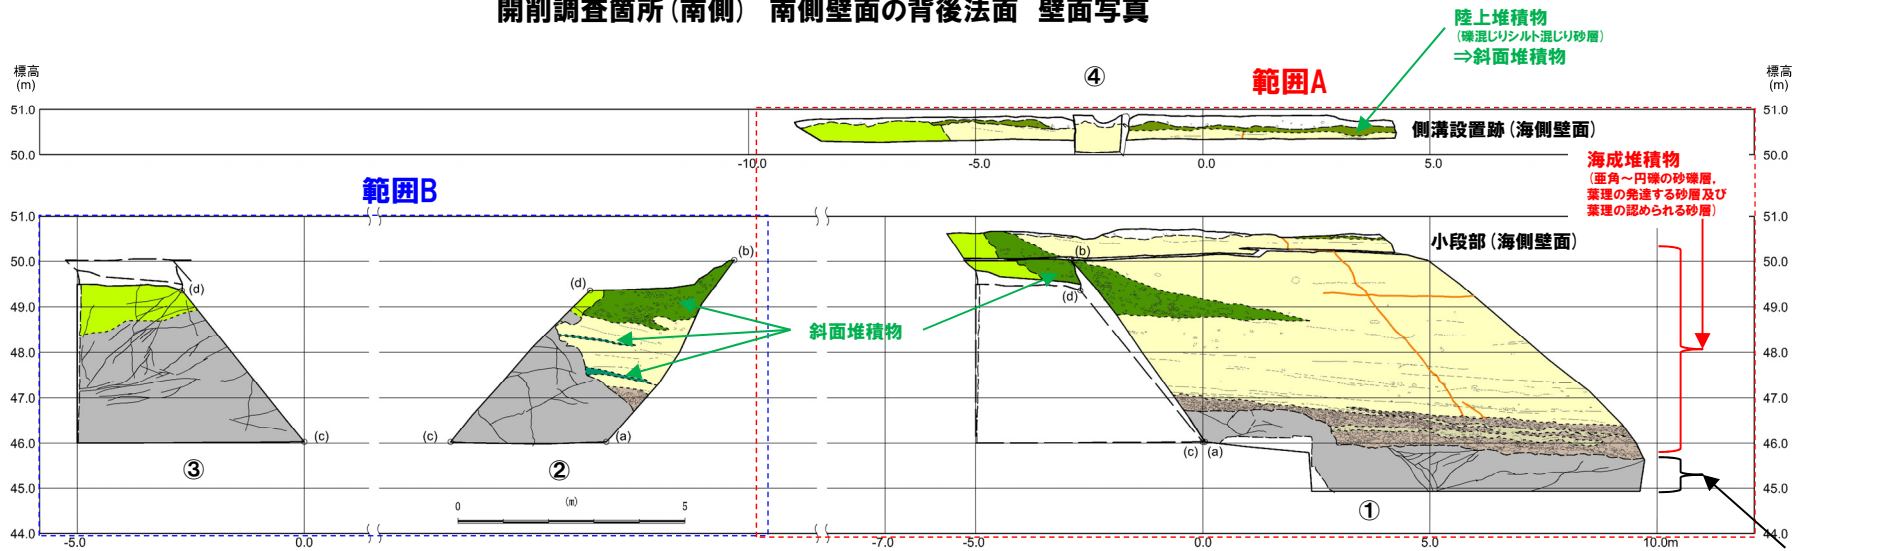 開削調査箇所(南側) 南側壁面の背後法面 壁面写真
陸上堆積物
(礫混じりシルト混じり砂層)
⇒斜面堆積物
標高
(m)
④
範囲A
標高
(m)
51.0
51.0
側溝設置跡(海側壁面)
50.0
50.0
-10.0
-5.0
0.0
5.0
海成堆積物
(亜角～円礫の砂礫層,
葉理の発達する砂層及び
葉理の認められる砂層)
範囲B
51.0
51.0
小段部(海側壁面)
(b)
(b)
50.0
50.0
(d)
(d)
(d)
49.0
49.0
斜面堆積物
48.0
48.0
47.0
47.0
46.0
46.0
(c)
(c)
(a)
(c)
(a)
③
②
①
45.0
45.0
0
(m)
5
44.0
44.0
-5.0
0.0
-7.0
-5.0
0.0
5.0
10.0m